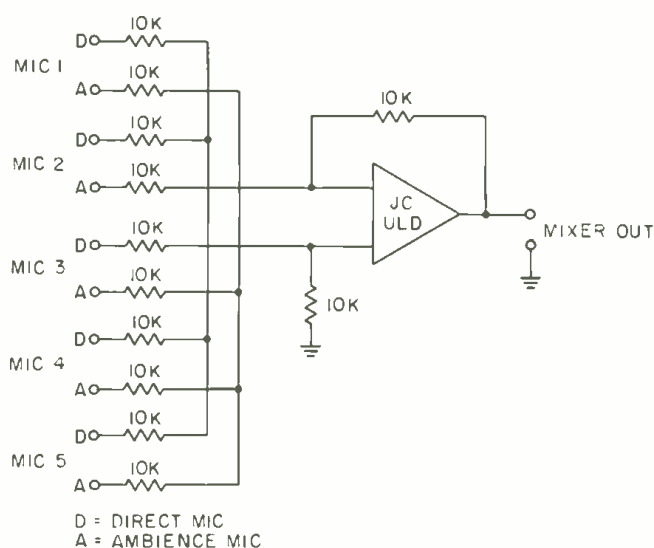 D 10K
MIC 1
A 10K
D 10K
10K
MIC 2
A 10K
JC
ULD
MIXER OUT
D 10K
MIC 3
A 10K
10K
D 10K
MIC 4
A 10K
D 10K
MIC 5
A 10K
D = DIRECT MIC
A = AMBIENCE MIC